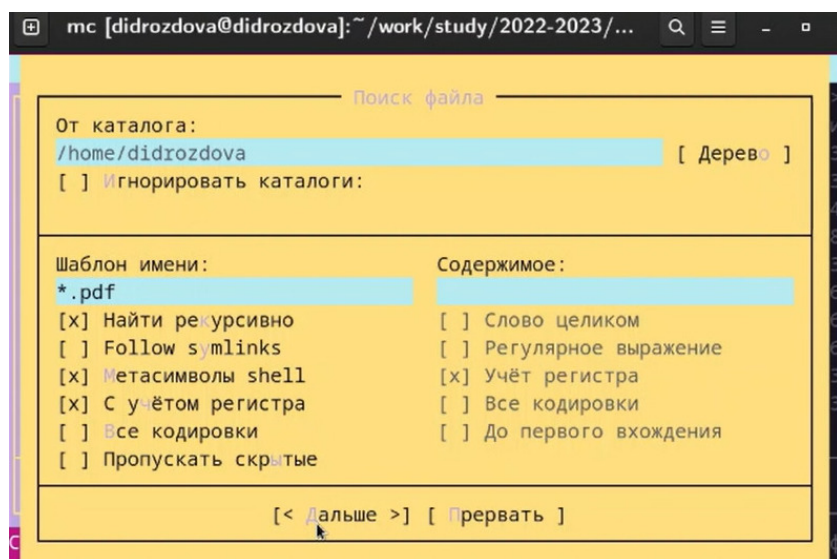 mc [didrozdova@didrozdova]:~/work/study/2022-2023/...
Поиск файла
От каталога:
/home/didrozdova [ Дерево ]
[ ] Игнорировать каталоги:
Шаблон имени: Содержимое:
*.pdf
[x] Найти рекурсивно [ ] Слово целиком
[ ] Follow symlinks [ ] Регулярное выражение
[x] Метасимволы shell [x] Учёт регистра
[x] С учётом регистра [ ] Все кодировки
[ ] Все кодировки [ ] До первого вхождения
[ ] Пропускать скрытые
[< Дальше >] [ Прервать ]